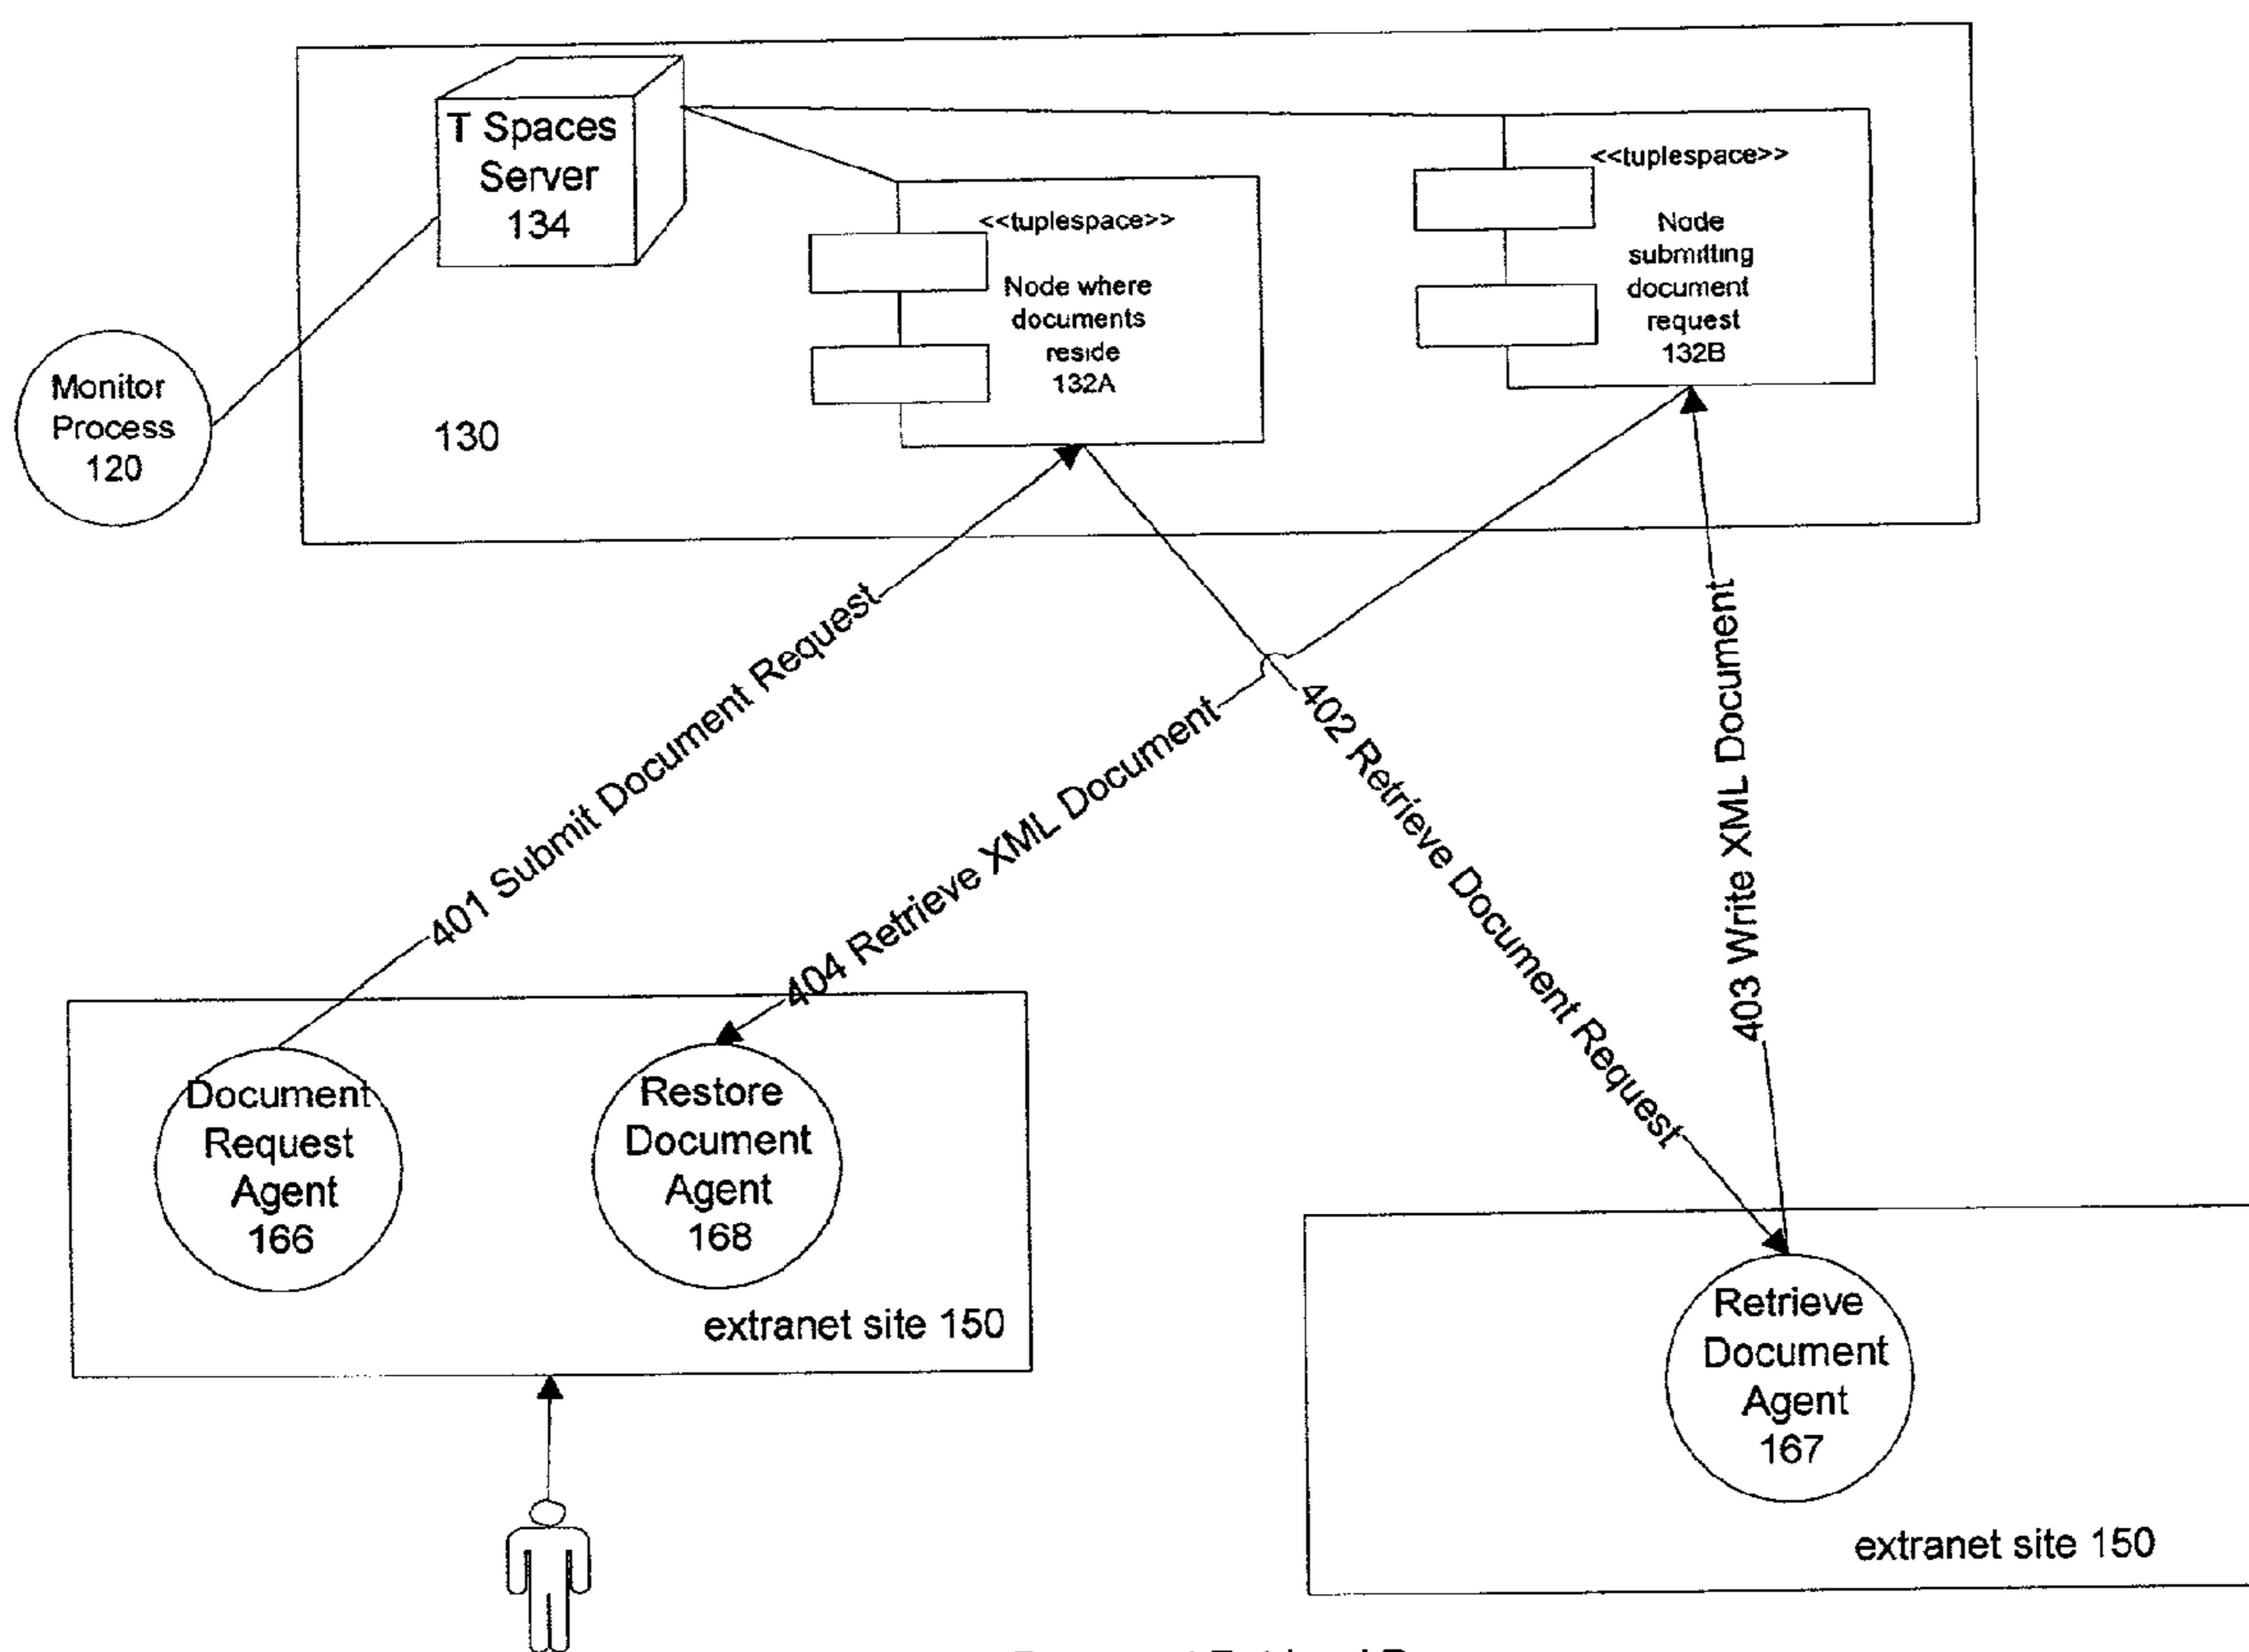 T Spaces
Server
134
<<tuplespace>>
Node where
documents
reside
132A
<<tuplespace>>
Node
submitting
document
request
132B
Monitor
Process
120
130
401 Submit Document Request
404 Retrieve XML Document
402 Retrieve Document Request
403 Write XML Document
Document
Request
Agent
166
Restore
Document
Agent
168
extranet site 150
Retrieve
Document
Agent
167
extranet site 150